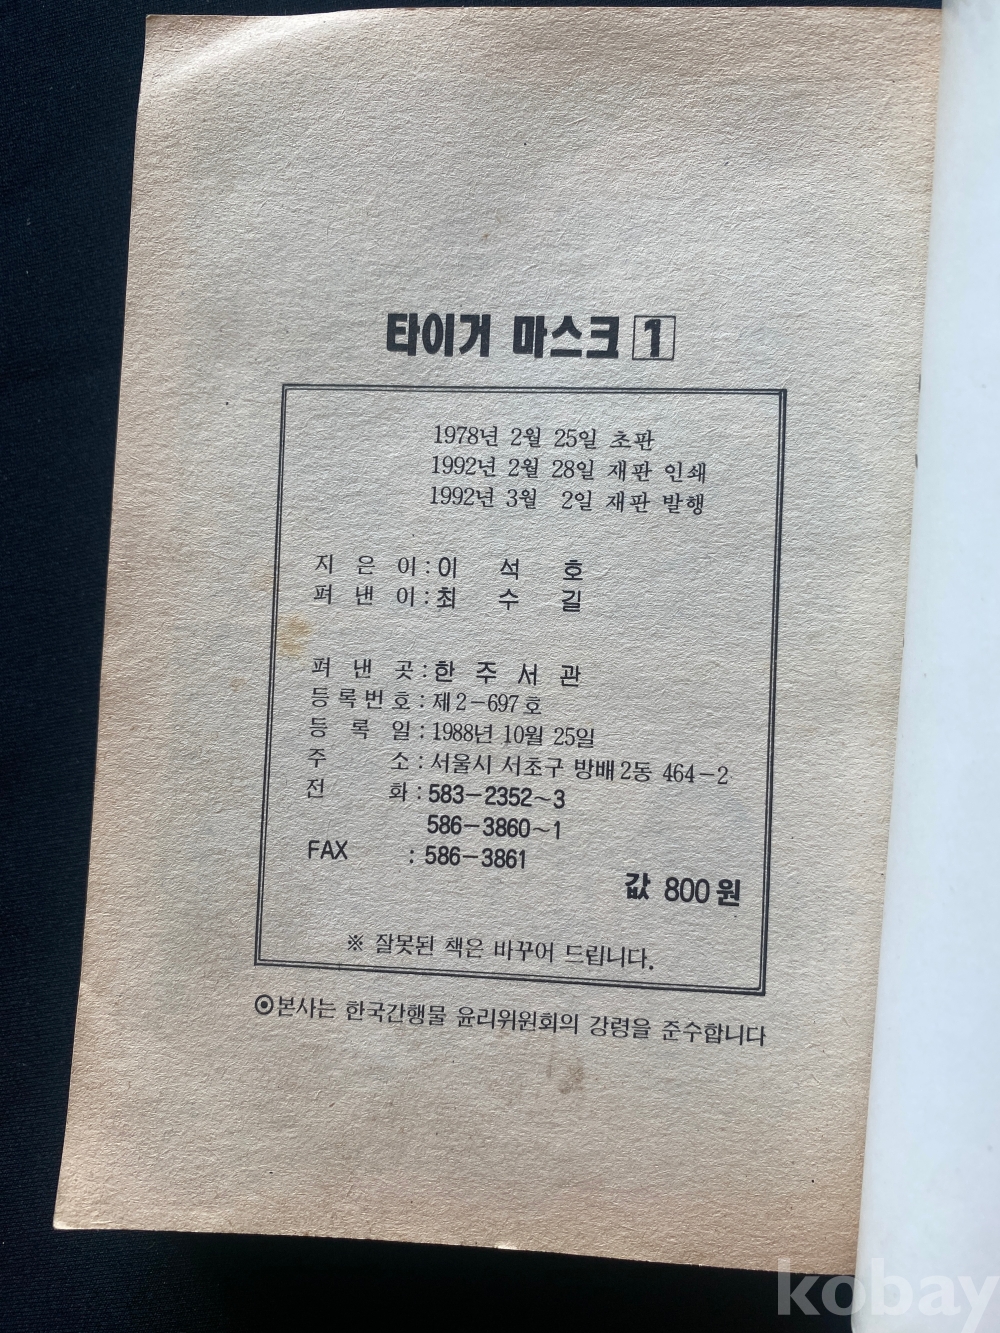 타이거 마스크 1
1978년 2월 25일 초판
1992년 2월 28일 재판 인쇄
1992년 3월 2일 재판 발행
지 은 이 : 이 석 호
펴 낸 이 : 최 수 길
펴 낸 곳 : 한 주 서 관
등록번호 : 제2-697호
등 록 일 : 1988년 10월 25일
주 소 : 서울시 서초구 방배2동 464-2
전 화 : 583-2352~3
586-3860~1
FAX : 586-3861
값 800원
※ 잘못된 책은 바꾸어 드립니다.
⊙본사는 한국간행물 윤리위원회의 강령을 준수합니다
kobay